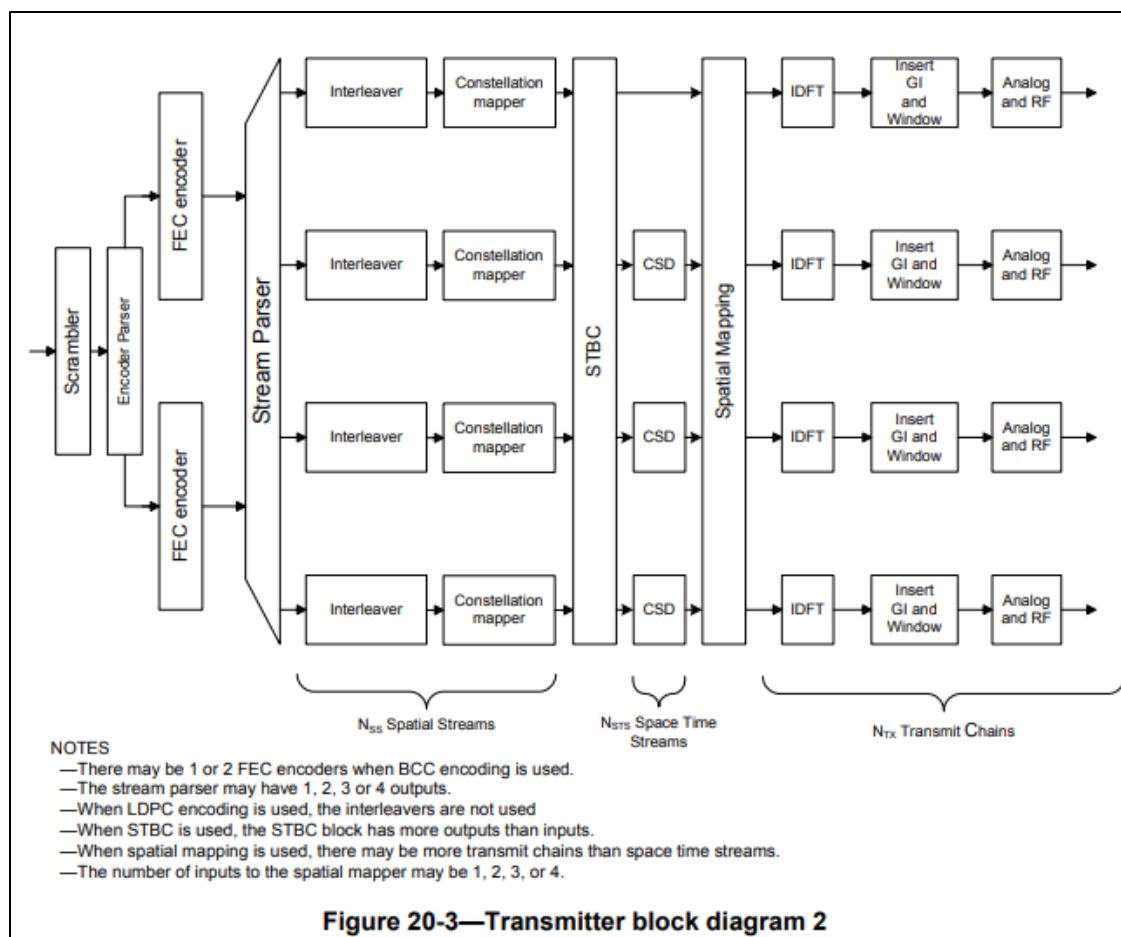 Scrambler
Encoder Parser
FEC encoder
FEC encoder
Stream Parser
Interleaver
Constellation
mapper
Interleaver
Constellation
mapper
Interleaver
Constellation
mapper
Interleaver
Constellation
mapper
STBC
CSD
CSD
CSD
Spatial Mapping
IDFT
Insert
GI
and
Window
Analog
and RF
IDFT
Insert
GI and
Window
Analog
and RF
IDFT
Insert
GI and
Window
Analog
and RF
IDFT
Insert
GI and
Window
Analog
and RF
NSS Spatial Streams
NSTS Space Time
Streams
NTX Transmit Chains
NOTES
—There may be 1 or 2 FEC encoders when BCC encoding is used.
—The stream parser may have 1, 2, 3 or 4 outputs.
—When LDPC encoding is used, the interleavers are not used
—When STBC is used, the STBC block has more outputs than inputs.
—When spatial mapping is used, there may be more transmit chains than space time streams.
—The number of inputs to the spatial mapper may be 1, 2, 3, or 4.
Figure 20-3—Transmitter block diagram 2